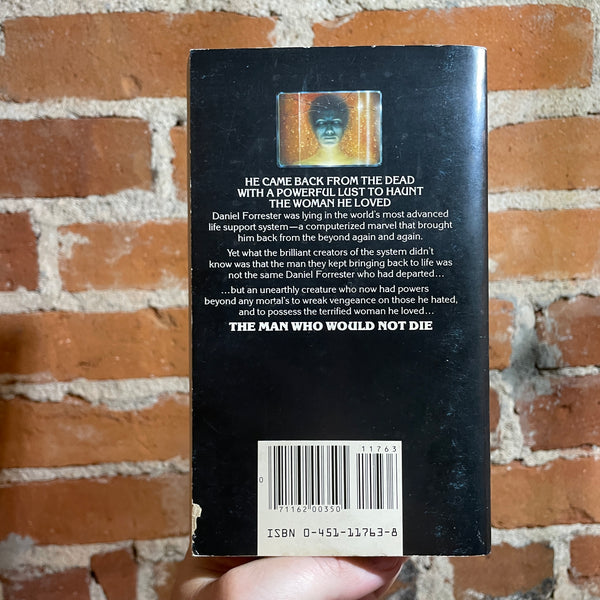 HE CAME BACK FROM THE DEAD
WITH A POWERFUL LUST TO HAUNT
THE WOMAN HE LOVED
Daniel Forrester was lying in the world's most advanced
life support system—a computerized marvel that brought
him back from the beyond again and again.
Yet what the brilliant creators of the system didn't
know was that the man they kept bringing back to life was
not the same Daniel Forrester who had departed...
...but an unearthly creature who now had powers
beyond any mortal's to wreak vengeance on those he hated,
and to possess the terrified woman he loved...
THE MAN WHO WOULD NOT DIE
11763
0
71162 00350
ISBN 0-451-11763-8